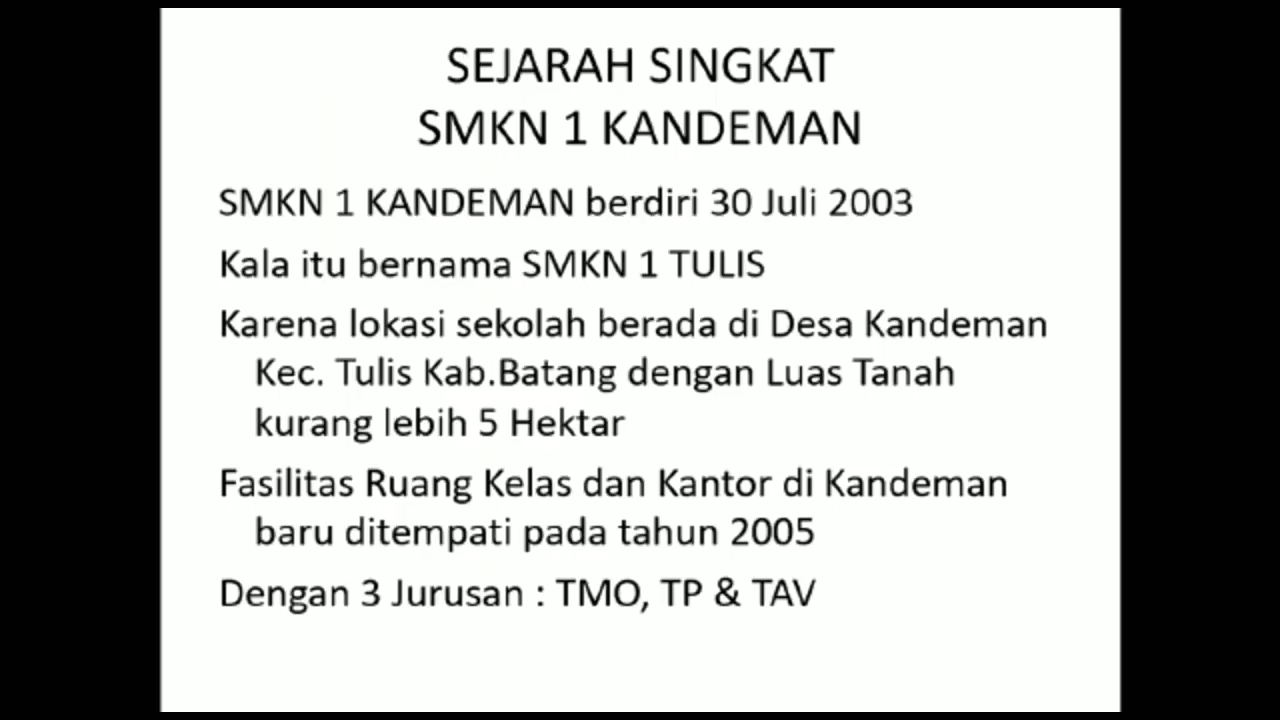 SEJARAH SINGKAT
SMKN 1 KANDEMAN
SMKN 1 KANDEMAN berdiri 30 Juli 2003
Kala itu bernama SMKN 1 TULIS
Karena lokasi sekolah berada di Desa Kandeman
Kec. Tulis Kab.Batang dengan Luas Tanah
kurang lebih 5 Hektar
Fasilitas Ruang Kelas dan Kantor di Kandeman
baru ditempati pada tahun 2005
Dengan 3 Jurusan : TMO, TP & TAV